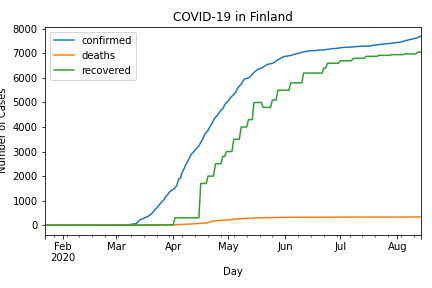 COVID-19 in Finland
8000
7000
6000
5000
4000
3000
2000
1000
0
Number of Cases
confirmed
deaths
recovered
Feb Mar Apr May Jun Jul Aug
2020
Day